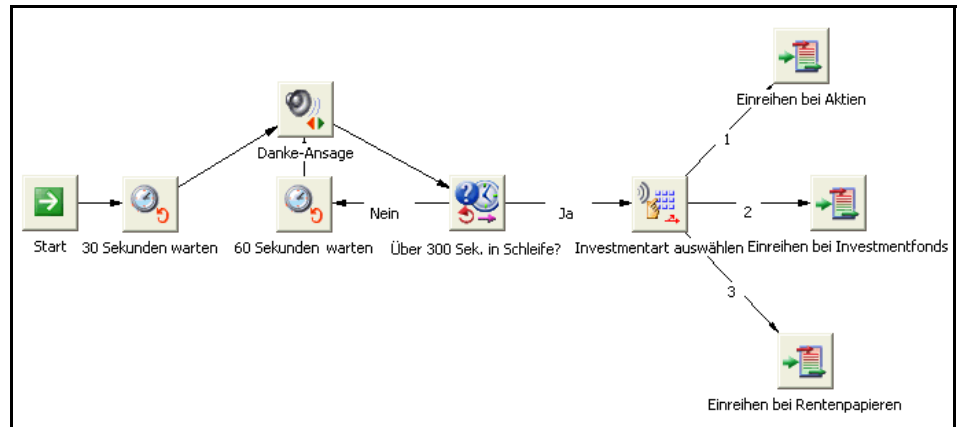 Einreihen bei Aktien
1
Danke-Ansage
Nein
Ja
2
Start
30 Sekunden warten
60 Sekunden warten
Über 300 Sek. in Schleife?
Investmentart auswählen
Einreihen bei Investmentfonds
3
Einreihen bei Rentenpapieren